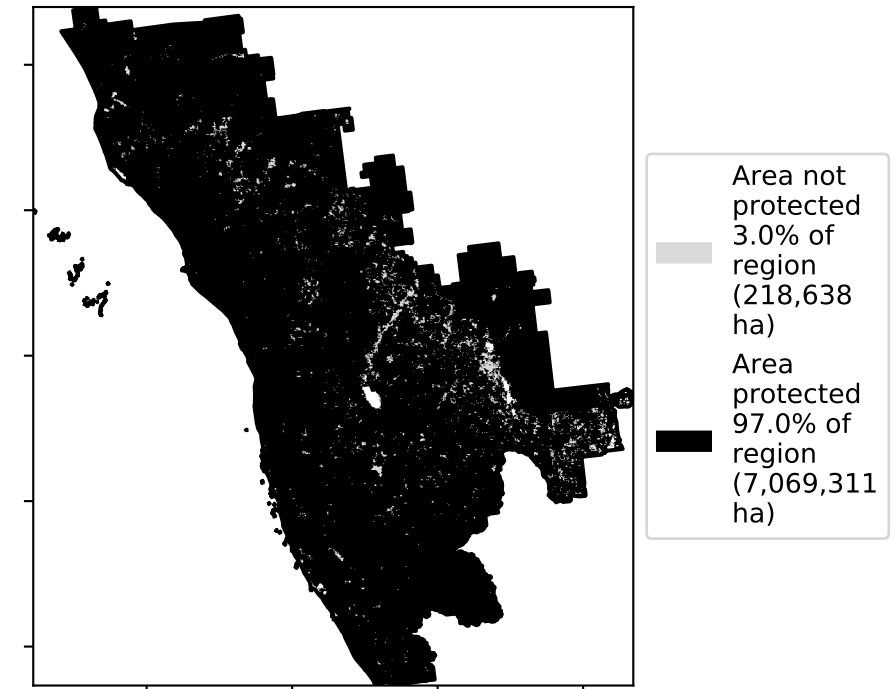 Area not
protected
3.0% of
region
(218,638
ha)
Area
protected
97.0% of
region
(7,069,311
ha)